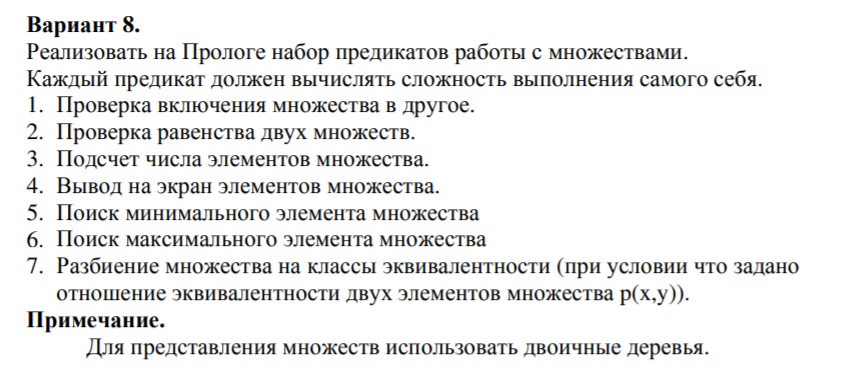 Вариант 8.
Реализовать на Прологе набор предикатов работы с множествами.
Каждый предикат должен вычислять сложность выполнения самого себя.
1. Проверка включения множества в другое.
2. Проверка равенства двух множеств.
3. Подсчет числа элементов множества.
4. Вывод на экран элементов множества.
5. Поиск минимального элемента множества
6. Поиск максимального элемента множества
7. Разбиение множества на классы эквивалентности (при условии что задано
отношение эквивалентности двух элементов множества p(x,y)).
Примечание.
Для представления множеств использовать двоичные деревья.